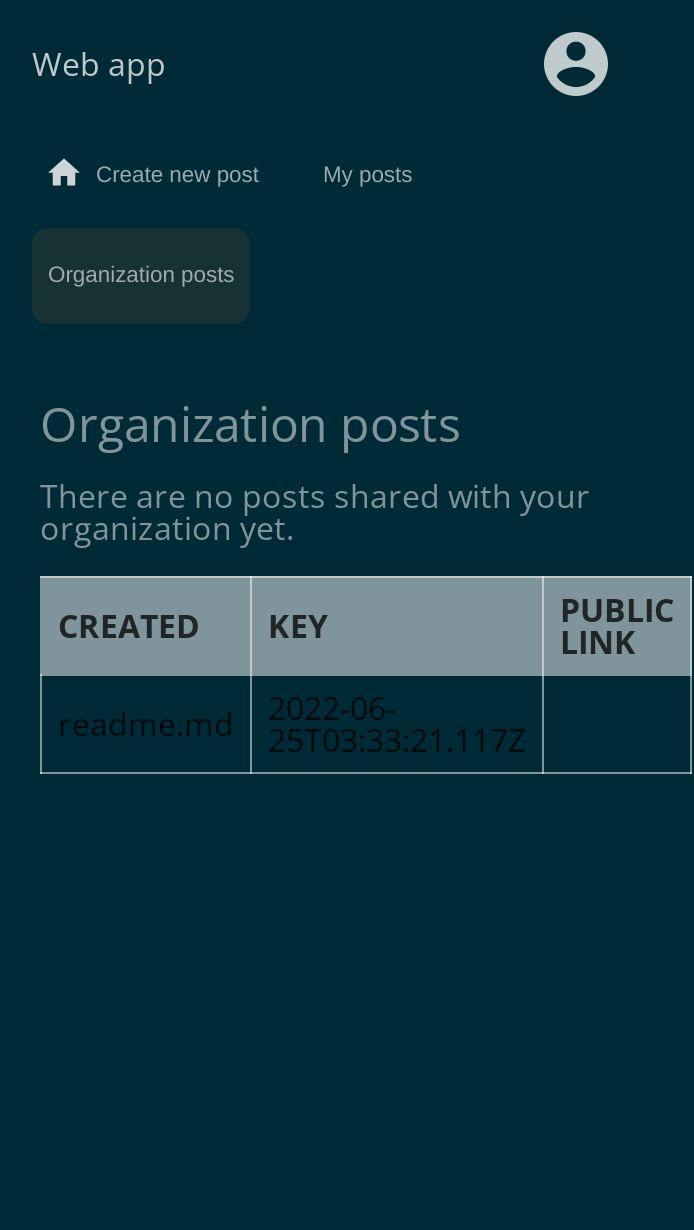 Web app
Create new post My posts
Organization posts
Organization posts
There are no posts shared with your
organization yet.
CREATED KEY PUBLIC LINK
readme.md 2022-06-25T03:33:21.117Z